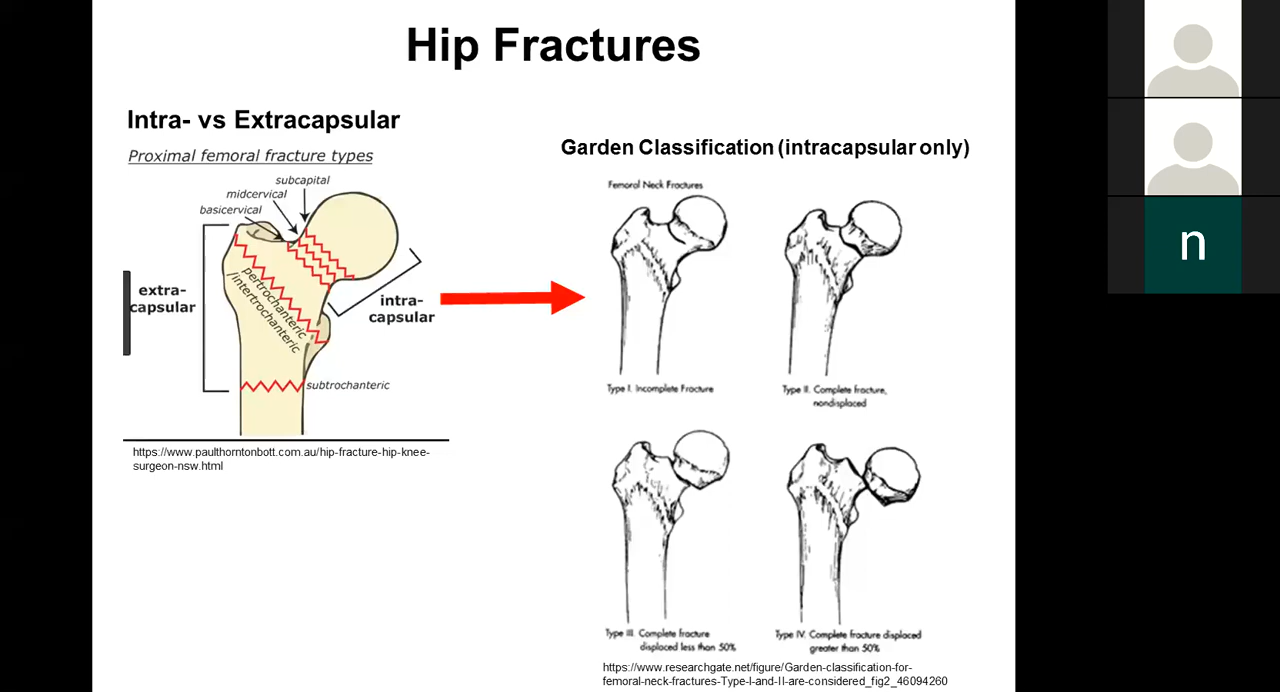 Hip Fractures
Intra- vs Extracapsular
Proximal femoral fracture types
subcapital
midcervical
basicervical
extra-
capsular
pertrochanteric
/intertrochanteric
intra-
capsular
subtrochanteric
https://www.paulthorntonbott.com.au/hip-fracture-hip-knee-
surgeon-nsw.html
Garden Classification (intracapsular only)
Femoral Neck Fractures
Type I. Incomplete Fracture
Type II. Complete fracture,
nondisplaced
Type III. Complete fracture
displaced less than 50%
Type IV. Complete fracture displaced
greater than 50%
https://www.researchgate.net/figure/Garden-classification-for-
femoral-neck-fractures-Type-I-and-II-are-considered_fig2_46094260
n